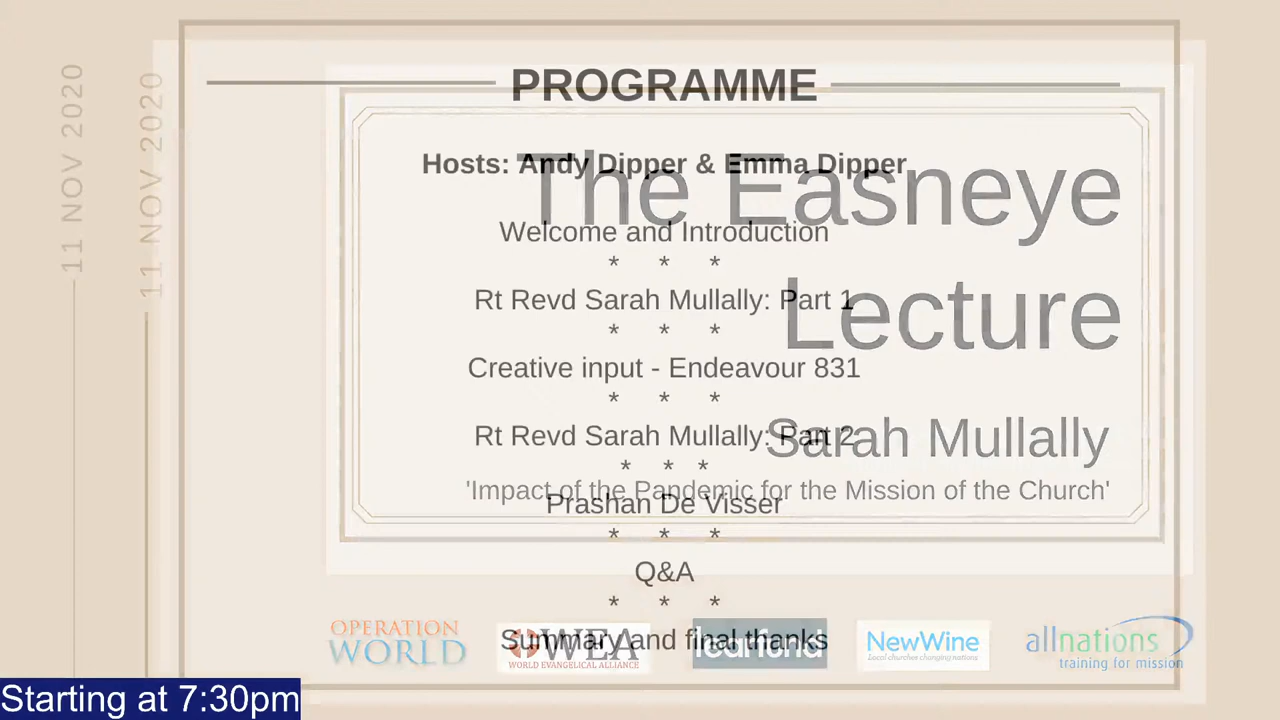 11 NOV 2020
11 NOV 2020
PROGRAMME
Hosts: Andy Dipper & Emma Dipper
Welcome and Introduction
* * *
Rt Revd Sarah Mullally: Part 1
* * *
Creative input - Endeavour 831
* * *
Rt Revd Sarah Mullally: Part 2
* * *
Prashan De Visser
* * *
Q&A
* * *
Summary and final thanks
The Easneye
Lecture
Sarah Mullally
'Impact of the Pandemic for the Mission of the Church'
OPERATION
WORLD
WEA
WORLD EVANGELICAL ALLIANCE
tearfund
NewWine
Local churches changing nations
allnations
training for mission
Starting at 7:30pm